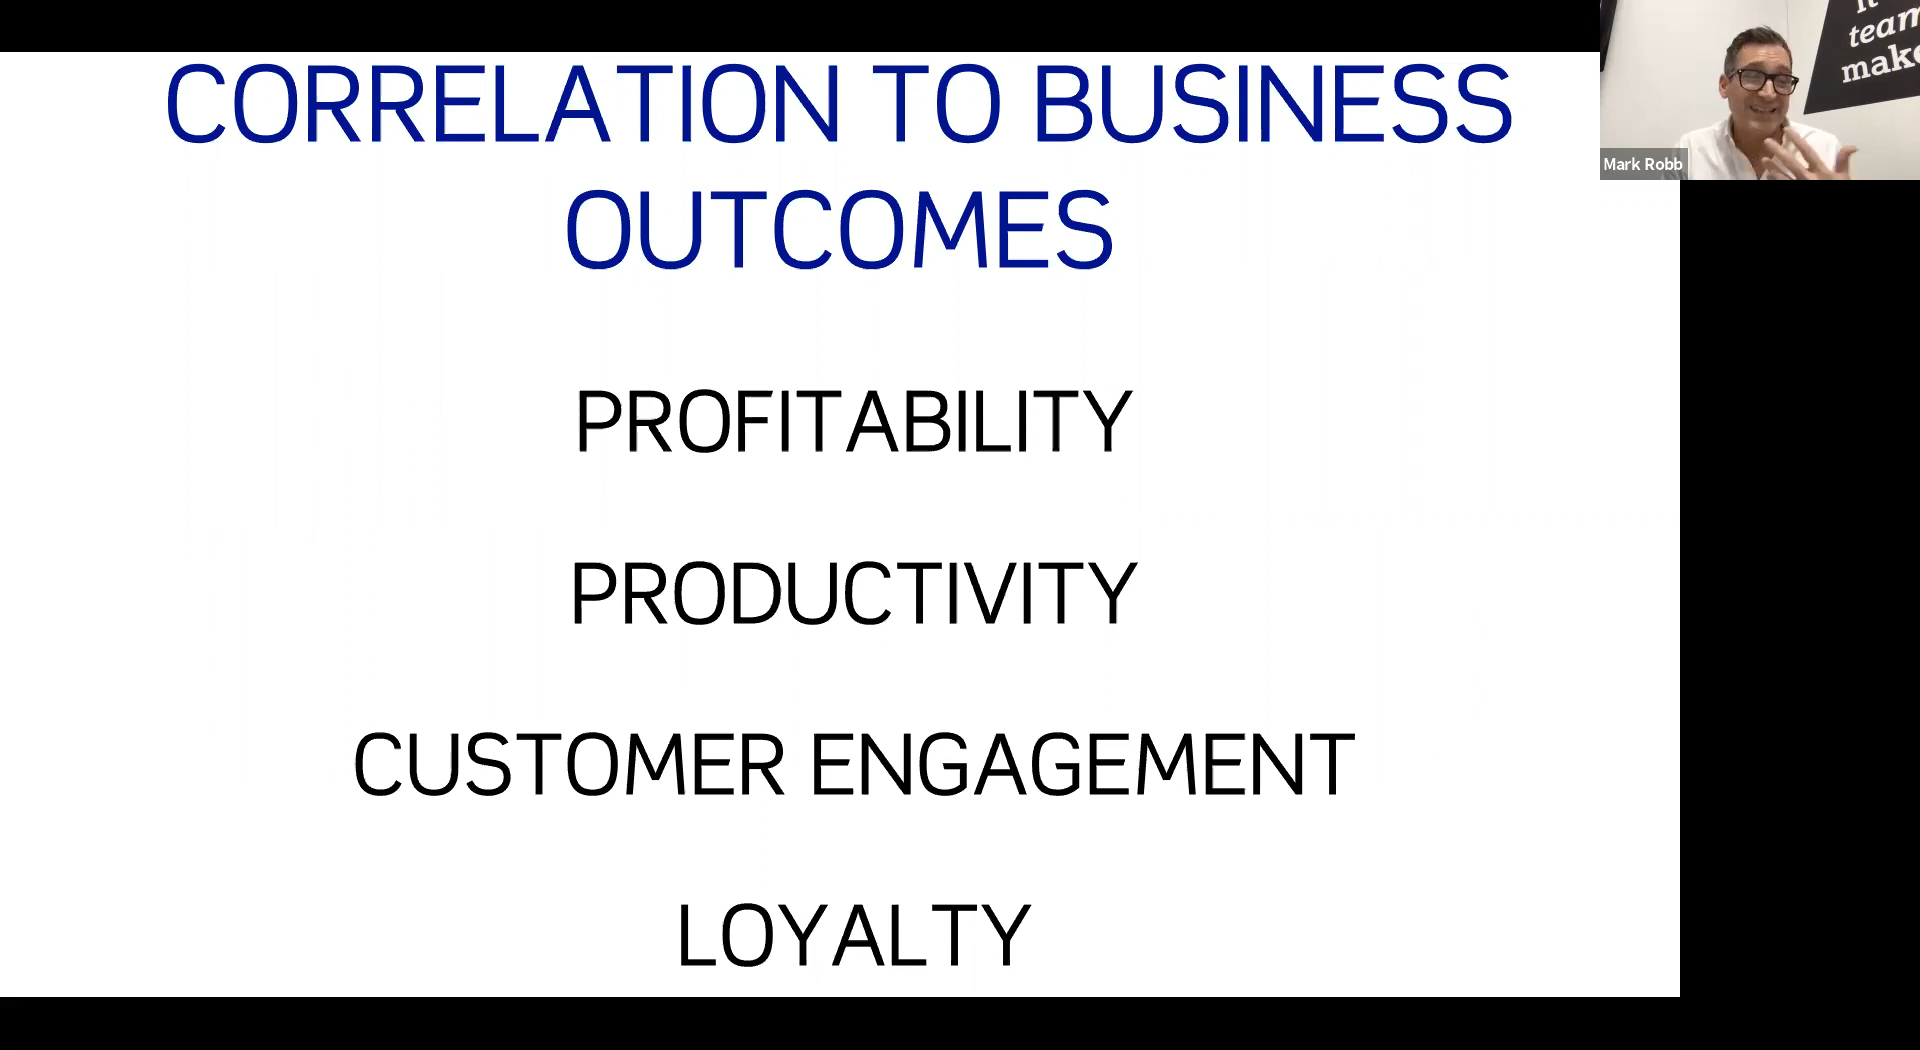 CORRELATION TO BUSINESS
OUTCOMES
PROFITABILITY
PRODUCTIVITY
CUSTOMER ENGAGEMENT
LOYALTY
team
Mark Robb